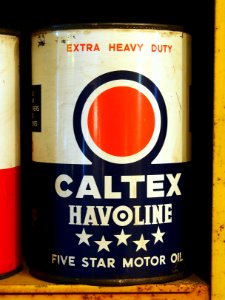 EXTRA HEAVY DUTY
CALTEX
HAVOLINE
FIVE STAR MOTOR OIL